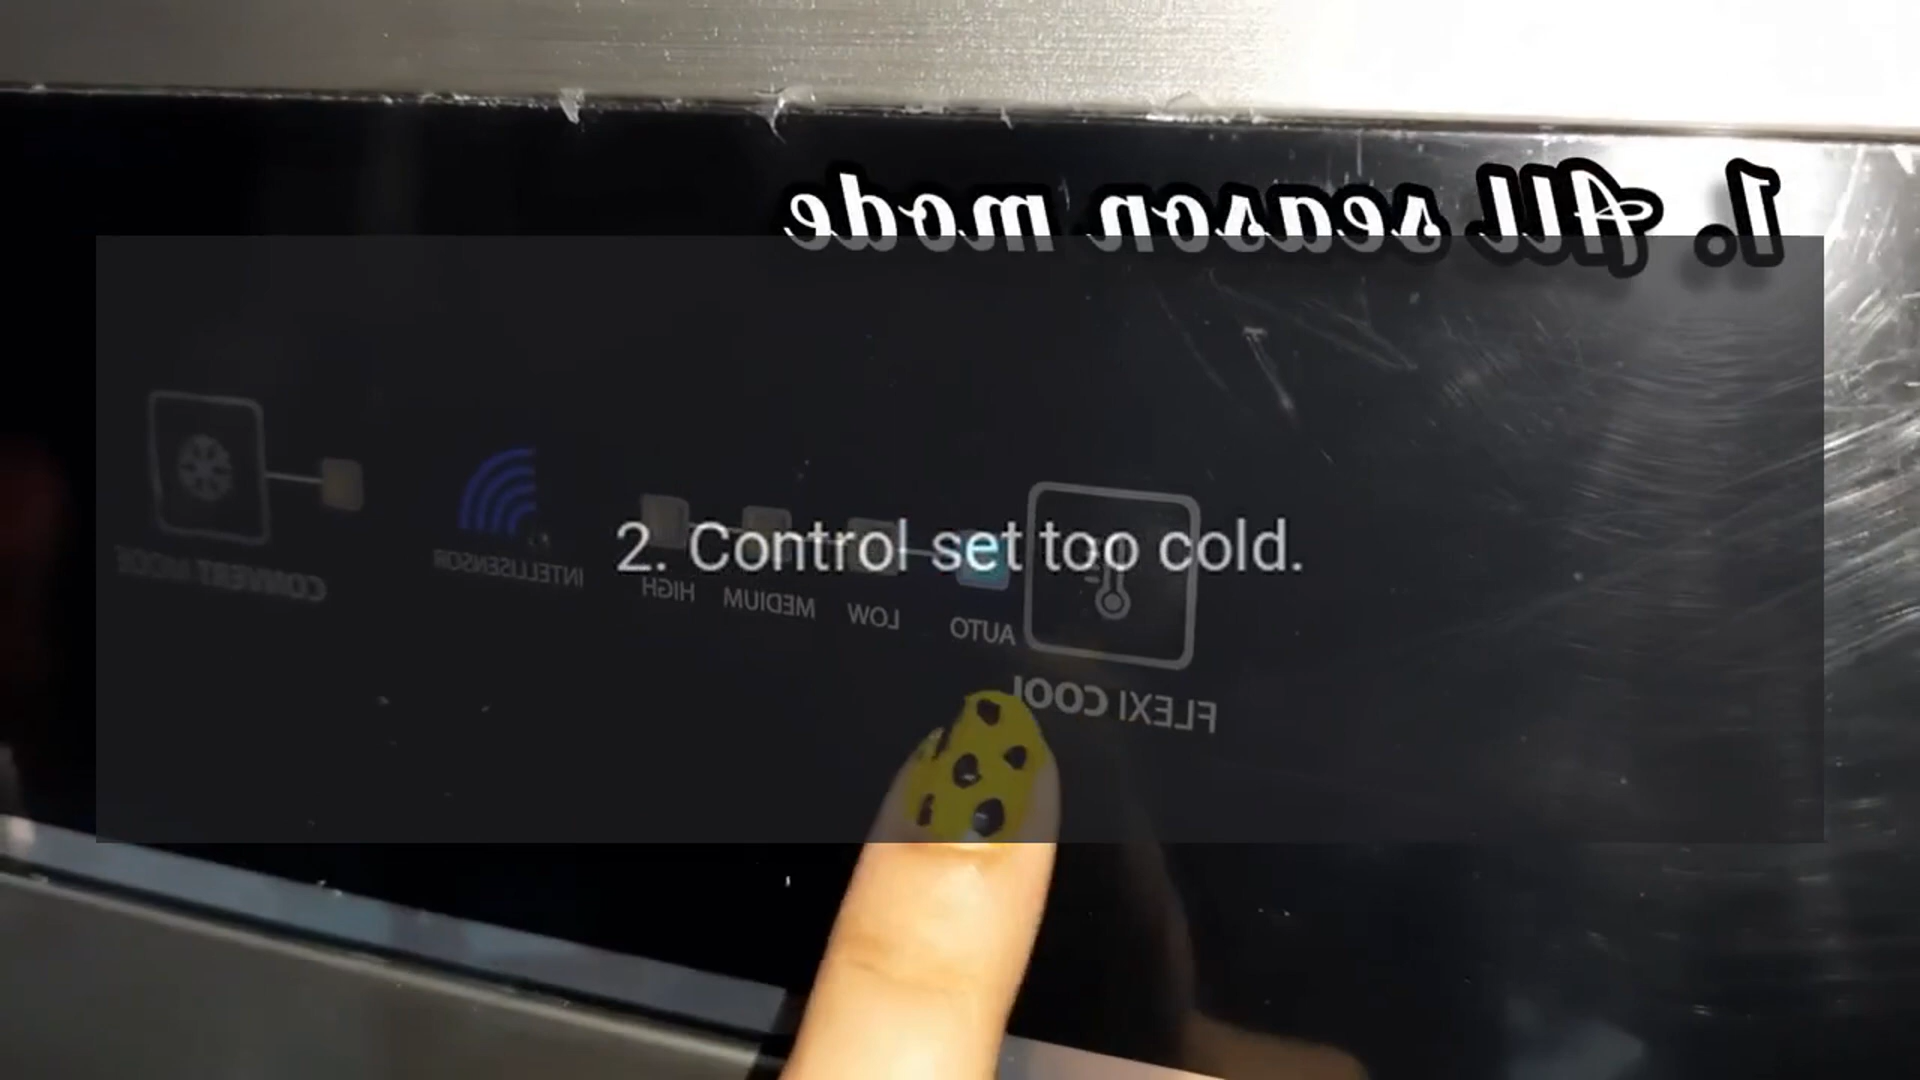 1. All season mode
2. Control set too cold.
CONVERT MODE
INTELLISENSOR
HIGH
MEDIUM
LOW
AUTO
FLEXI COOL